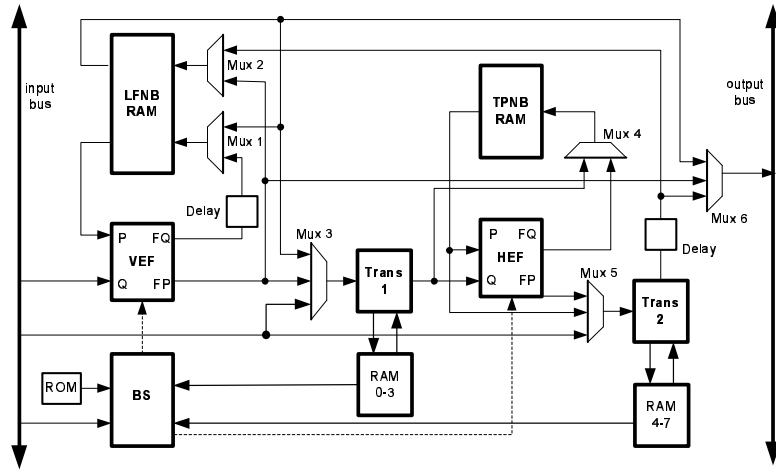 input
bus
LFNB
RAM
Mux 2
Mux 1
TPNB
RAM
Mux 4
output
bus
Mux 6
Delay
P FQ
VEF
Q FP
Mux 3
Trans
1
P FQ
HEF
Q FP
Mux 5
Delay
Trans
2
ROM
BS
RAM
0-3
RAM
4-7